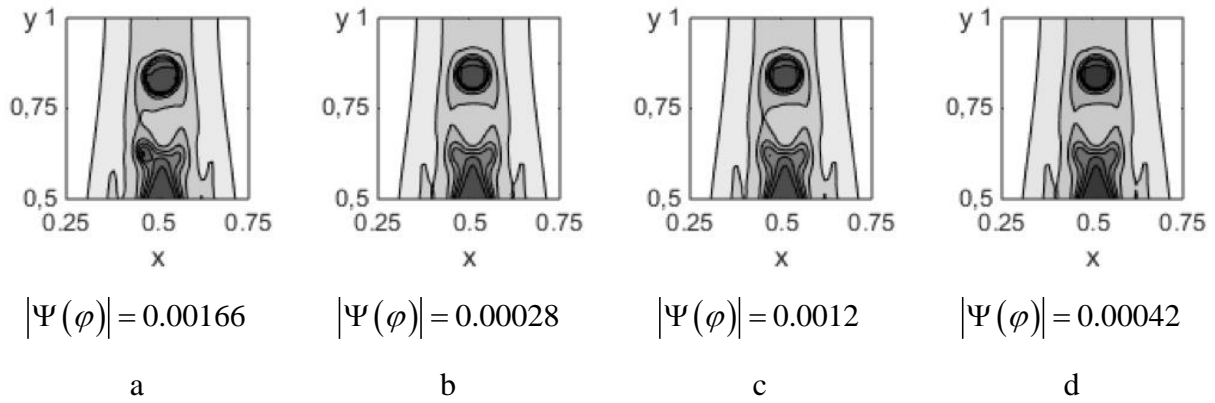 y 1 y 1 y 1 y 1
0,75 0,75 0,75 0,75
0,5 0,5 0,5 0,5
0.25 0.5 0.75 0.25 0.5 0.75 0.25 0.5 0.75 0.25 0.5 0.75
x x x x
|Ψ(φ)| = 0.00166 |Ψ(φ)| = 0.00028 |Ψ(φ)| = 0.0012 |Ψ(φ)| = 0.00042
a b c d